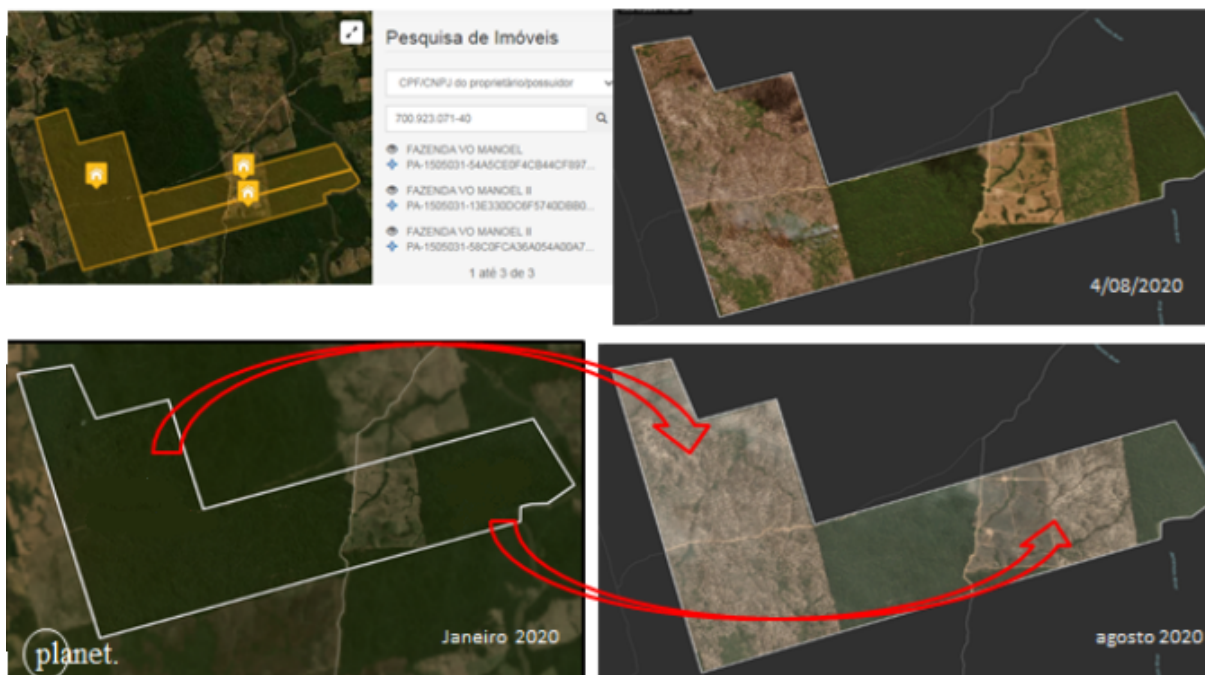 Pesquisa de Imóveis
CPF/CNPJ do proprietário/possuidor
700.923.071-40
FAZENDA VO MANOEL
PA-1505031-54A5CE0F4CB44CF897...
FAZENDA VO MANOEL II
PA-1505031-13E330DC6F5740DBB0...
FAZENDA VO MANOEL II
PA-1505031-58C0FCA36A054A00A7...
1 até 3 de 3
4/08/2020
Janeiro 2020
planet.
agosto 2020